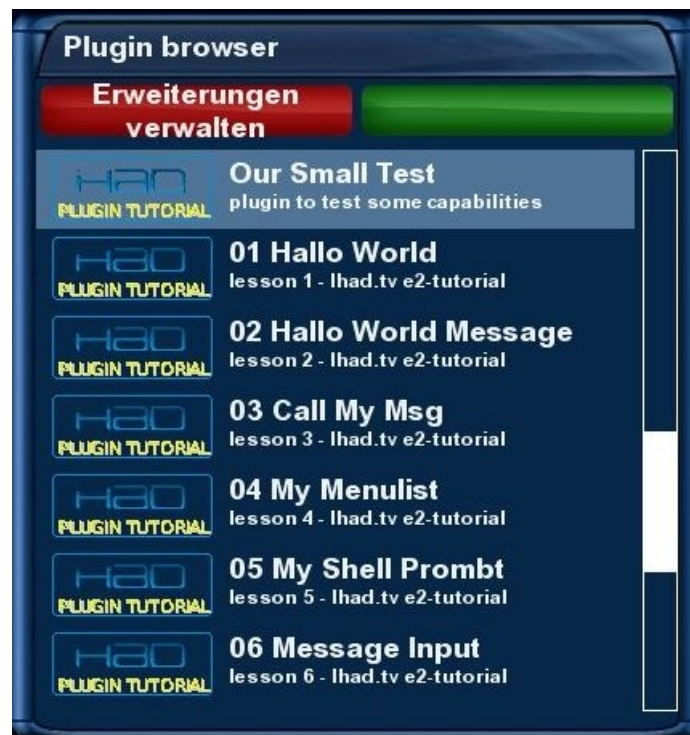 Plugin browser
Erweiterungen
verwalten
Our Small Test
PLUGIN TUTORIAL
plugin to test some capabilities
01 Hallo World
PLUGIN TUTORIAL
lesson 1 - Ihad.tv e2-tutorial
02 Hallo World Message
PLUGIN TUTORIAL
lesson 2 - Ihad.tv e2-tutorial
03 Call My Msg
PLUGIN TUTORIAL
lesson 3 - Ihad.tv e2-tutorial
04 My Menulist
PLUGIN TUTORIAL
lesson 4 - Ihad.tv e2-tutorial
05 My Shell Prombt
PLUGIN TUTORIAL
lesson 5 - Ihad.tv e2-tutorial
06 Message Input
PLUGIN TUTORIAL
lesson 6 - Ihad.tv e2-tutorial